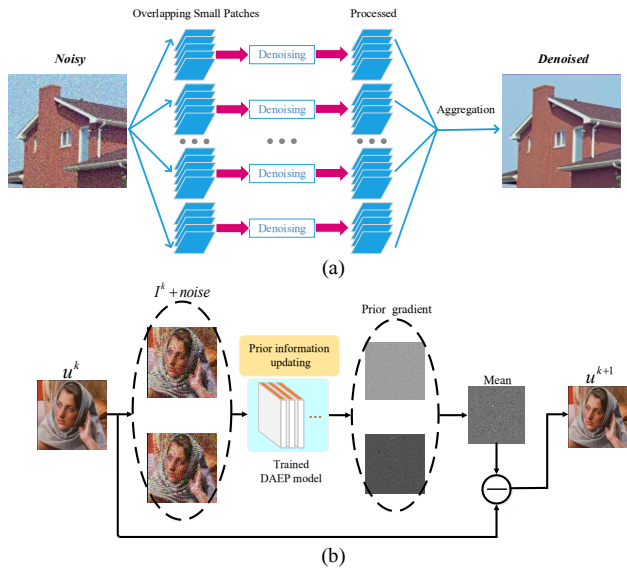 Overlapping Small Patches
Processed
Noisy
Denoising
Denoised
Denoising
Aggregation
Denoising
Denoising
(a)
I^k + noise
Prior gradient
u^k
Prior information
updating
Mean
u^{k+1}
Trained
DAEP model
(b)